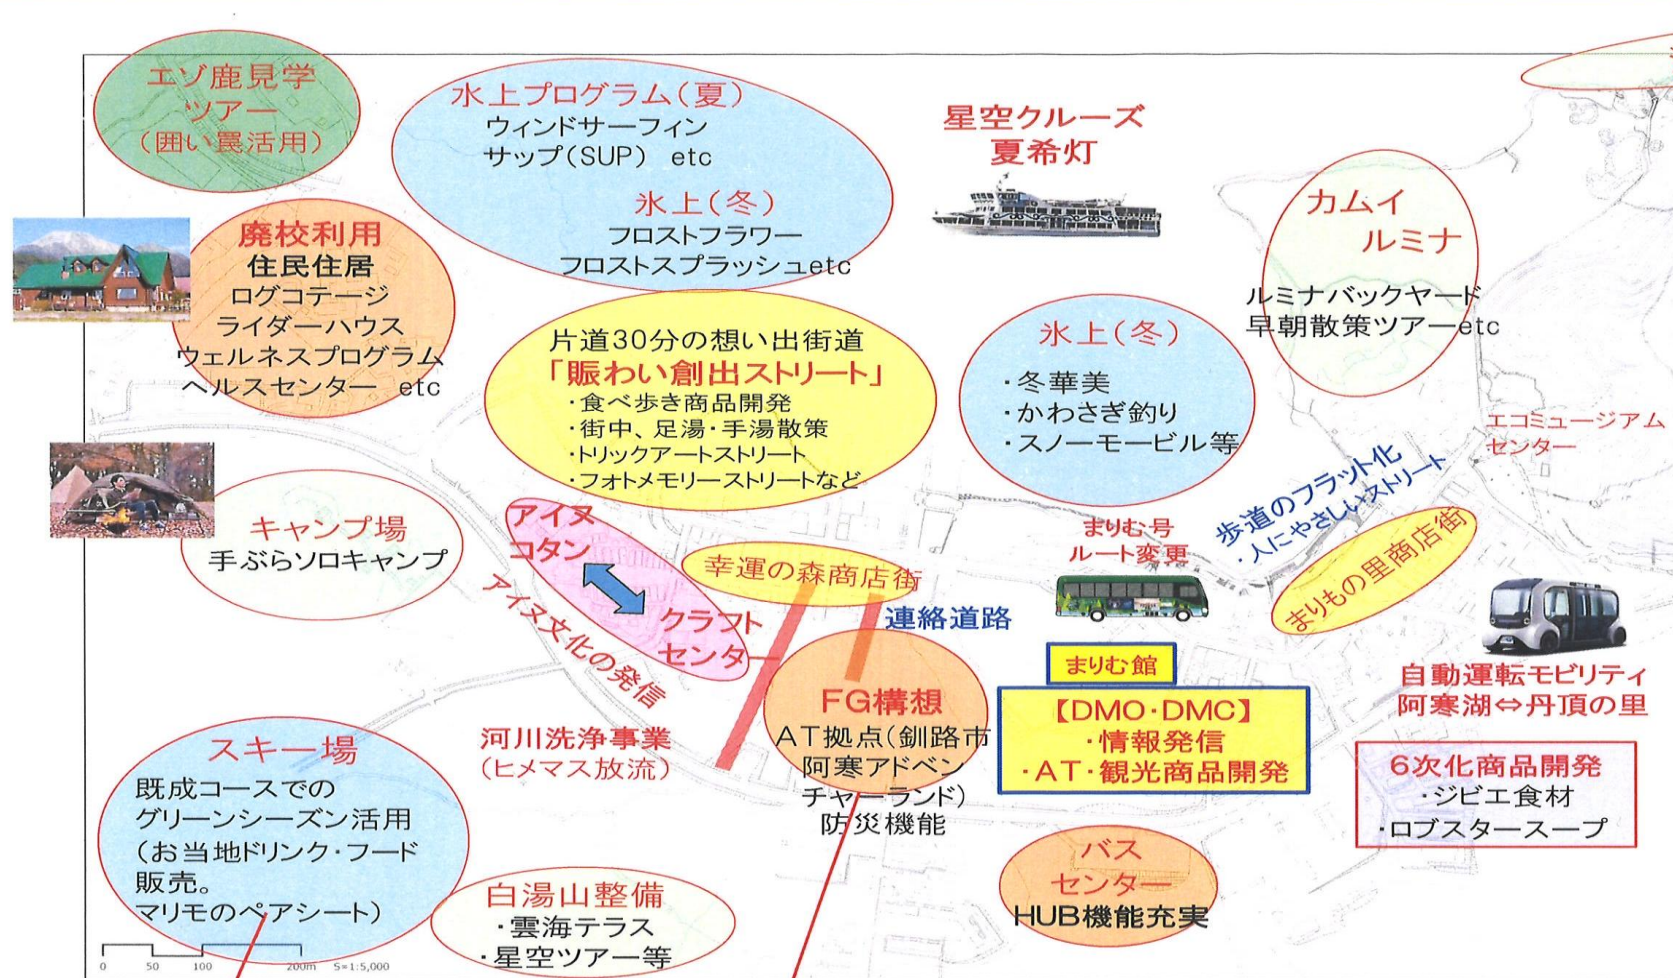 エゾ鹿見学
ツアー
(囲い罠活用)
水上プログラム(夏)
ウィンドサーフィン
サップ(SUP) etc
氷上(冬)
フロストフラワー
フロストスプラッシュetc
星空クルーズ
夏希灯
カムイ
ルミナ
ルミナバックヤード
早朝散策ツアーetc
廃校利用
住民住居
ログコテージ
ライダーハウス
ウェルネスプログラム
ヘルスセンター etc
片道30分の想い出街道
「賑わい創出ストリート」
・食べ歩き商品開発
・街中、足湯・手湯散策
・トリックアートストリート
・フォトメモリーストリートなど
氷上(冬)
・冬華美
・かわさぎ釣り
・スノーモービル等
エコミュージアム
センター
歩道のフラット化
・人にやさしいストリート
キャンプ場
手ぶらソロキャンプ
アイヌ
コタン
クラフト
センター
アイヌ文化の発信
幸運の森商店街
連絡道路
まりむ号
ルート変更
まりもの里商店街
まりむ館
【DMO・DMC】
・情報発信
・AT・観光商品開発
自動運転モビリティ
阿寒湖⇔丹頂の里
FG構想
AT拠点(釧路市
阿寒アドベン
チャーランド)
防災機能
河川洗浄事業
(ヒメマス放流)
6次化商品開発
・ジビエ食材
・ロブスタースープ
スキー場
既成コースでの
グリーンシーズン活用
(お当地ドリンク・フード
販売。
マリモのペアシート)
白湯山整備
・雲海テラス
・星空ツアー等
バス
センター
HUB機能充実
0 50 100 200m S=1:5,000